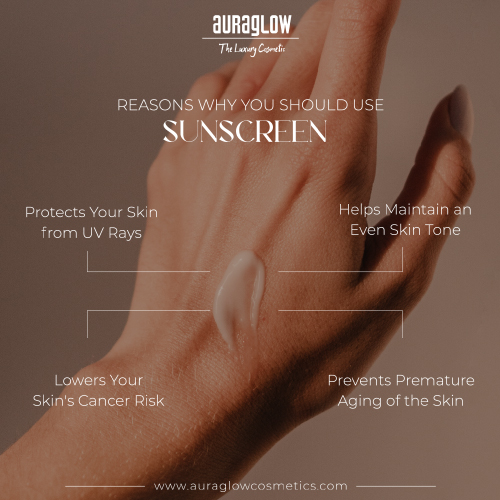 auraglow
The Luxury Cosmetic
REASONS WHY YOU SHOULD USE
SUNSCREEN
Protects Your Skin
from UV Rays
Helps Maintain an
Even Skin Tone
Lowers Your
Skin's Cancer Risk
Prevents Premature
Aging of the Skin
www.auraglowcosmetics.com